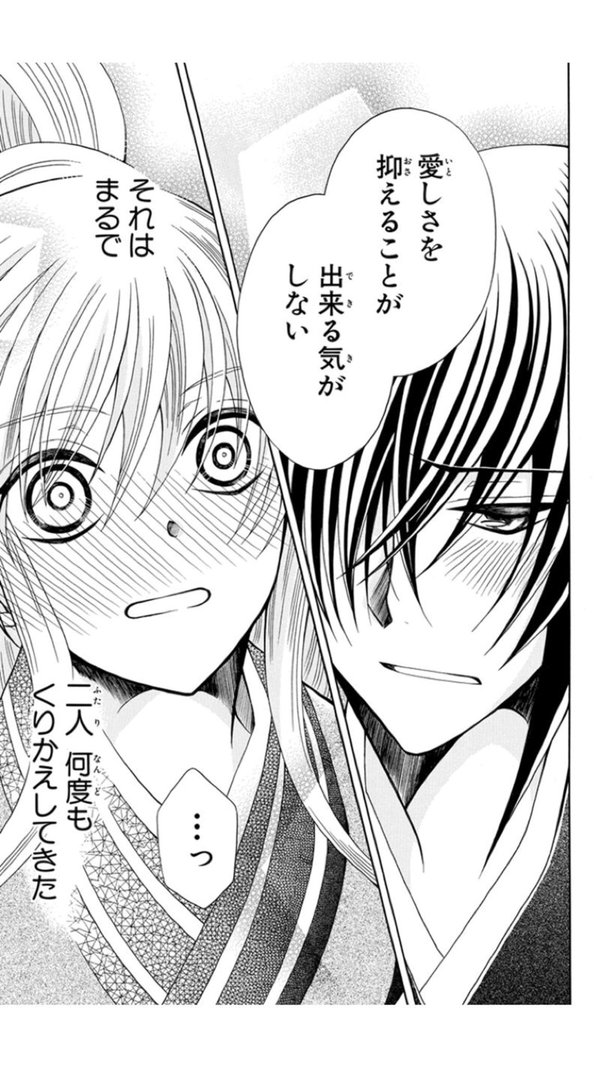 愛しさを
抑えることが
出来る気が
しない
それは
まるで
…っ
二人 何度も
くりかえしてきた